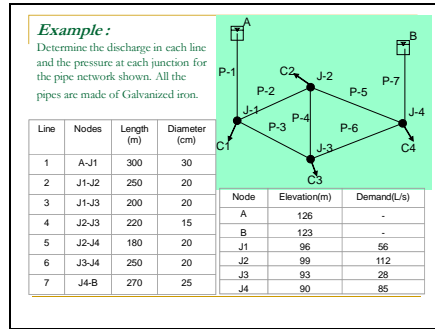 Example :
Determine the discharge in each line
and the pressure at each junction for
the pipe network shown. All the
pipes are made of Galvanized iron.
Line Nodes Length (m) Diameter (cm)
1 A-J1 300 30
2 J1-J2 250 20
3 J1-J3 200 20
4 J2-J3 220 15
5 J2-J4 180 20
6 J3-J4 250 20
7 J4-B 270 25
A
B
P-1
C2
J-2
P-7
P-2
P-5
J-1
P-4
J-4
P-3
P-6
C1
J-3
C4
C3
Node Elevation(m) Demand(L/s)
A 126 -
B 123 -
J1 96 56
J2 99 112
J3 93 28
J4 90 85